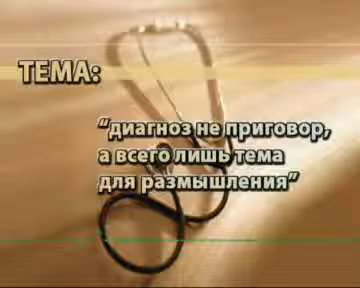 ТЕМА:
“диагноз не приговор,
а всего лишь тема
для размышления”